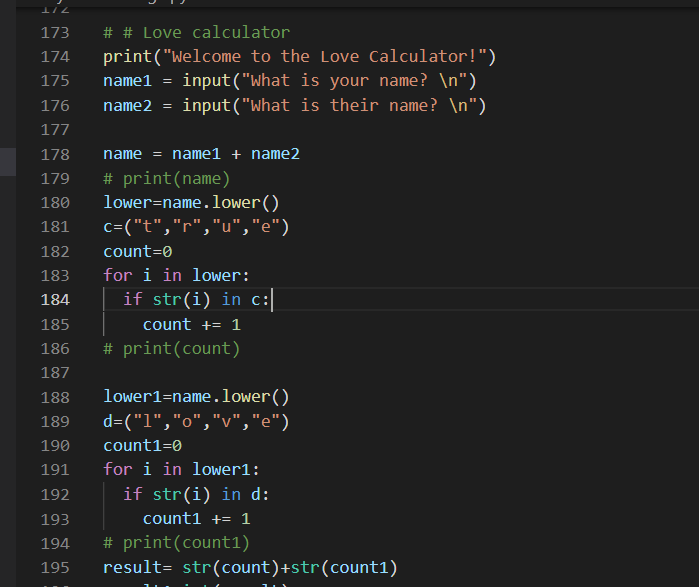 172
173 # # Love calculator
174 print("Welcome to the Love Calculator!")
175 name1 = input("What is your name? \n")
176 name2 = input("What is their name? \n")
177
178 name = name1 + name2
179 # print(name)
180 lower=name.lower()
181 c=("t","r","u","e")
182 count=0
183 for i in lower:
184 if str(i) in c:
185 count += 1
186 # print(count)
187
188 lower1=name.lower()
189 d=("l","o","v","e")
190 count1=0
191 for i in lower1:
192 if str(i) in d:
193 count1 += 1
194 # print(count1)
195 result= str(count)+str(count1)